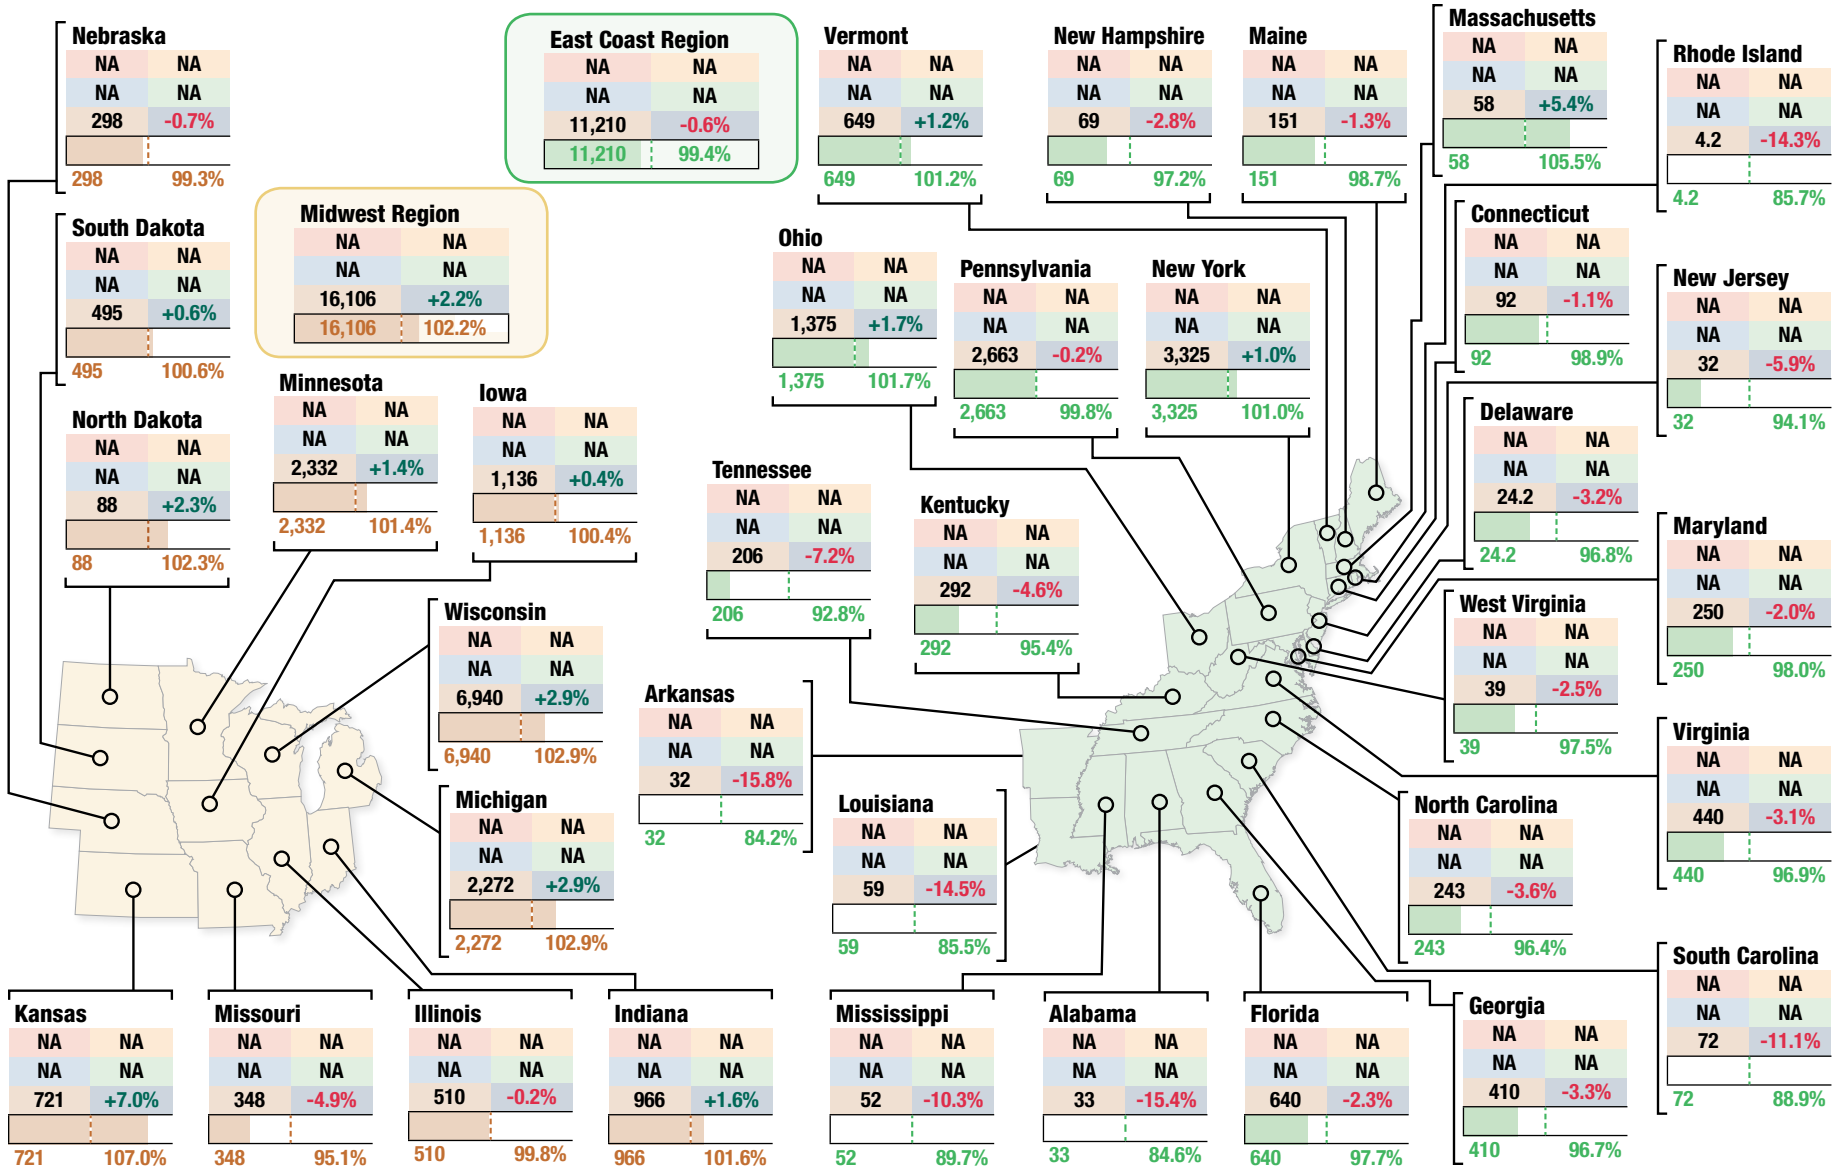 Nebraska
NA NA
NA NA
298 -0.7%
298 99.3%
East Coast Region
NA NA
NA NA
11,210 -0.6%
11,210 99.4%
Vermont
NA NA
NA NA
649 +1.2%
649 101.2%
New Hampshire
NA NA
NA NA
69 -2.8%
69 97.2%
Maine
NA NA
NA NA
151 -1.3%
151 98.7%
Massachusetts
NA NA
NA NA
58 +5.4%
58 105.5%
Rhode Island
NA NA
NA NA
4.2 -14.3%
4.2 85.7%
South Dakota
NA NA
NA NA
495 +0.6%
495 100.6%
Midwest Region
NA NA
NA NA
16,106 +2.2%
16,106 102.2%
Ohio
NA NA
NA NA
1,375 +1.7%
1,375 101.7%
Pennsylvania
NA NA
NA NA
2,663 -0.2%
2,663 99.8%
New York
NA NA
NA NA
3,325 +1.0%
3,325 101.0%
Connecticut
NA NA
NA NA
92 -1.1%
92 98.9%
New Jersey
NA NA
NA NA
32 -5.9%
32 94.1%
North Dakota
NA NA
NA NA
88 +2.3%
88 102.3%
Minnesota
NA NA
NA NA
2,332 +1.4%
2,332 101.4%
Iowa
NA NA
NA NA
1,136 +0.4%
1,136 100.4%
Tennessee
NA NA
NA NA
206 -7.2%
206 92.8%
Kentucky
NA NA
NA NA
292 -4.6%
292 95.4%
Delaware
NA NA
NA NA
24.2 -3.2%
24.2 96.8%
Maryland
NA NA
NA NA
250 -2.0%
250 98.0%
Wisconsin
NA NA
NA NA
6,940 +2.9%
6,940 102.9%
West Virginia
NA NA
NA NA
39 -2.5%
39 97.5%
Arkansas
NA NA
NA NA
32 -15.8%
32 84.2%
Virginia
NA NA
NA NA
440 -3.1%
440 96.9%
Michigan
NA NA
NA NA
2,272 +2.9%
2,272 102.9%
Louisiana
NA NA
NA NA
59 -14.5%
59 85.5%
North Carolina
NA NA
NA NA
243 -3.6%
243 96.4%
South Carolina
NA NA
NA NA
72 -11.1%
72 88.9%
Kansas
NA NA
NA NA
721 +7.0%
721 107.0%
Missouri
NA NA
NA NA
348 -4.9%
348 95.1%
Illinois
NA NA
NA NA
510 -0.2%
510 99.8%
Indiana
NA NA
NA NA
966 +1.6%
966 101.6%
Mississippi
NA NA
NA NA
52 -10.3%
52 89.7%
Alabama
NA NA
NA NA
33 -15.4%
33 84.6%
Florida
NA NA
NA NA
640 -2.3%
640 97.7%
Georgia
NA NA
NA NA
410 -3.3%
410 96.7%